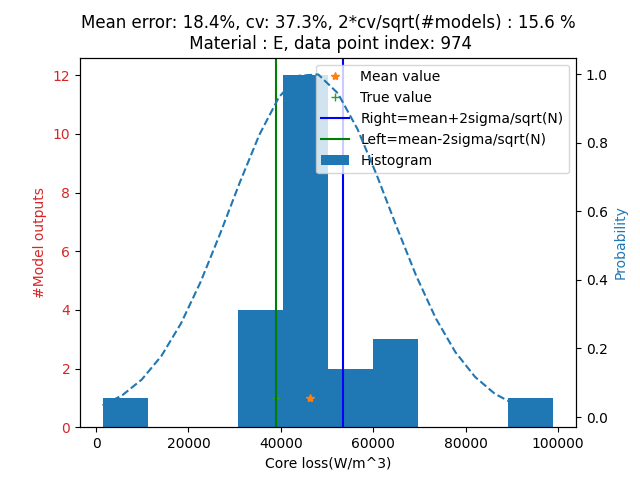 Mean error: 18.4%, cv: 37.3%, 2*cv/sqrt(#models) : 15.6 %
Material : E, data point index: 974
Mean value
True value
Right=mean+2sigma/sqrt(N)
Left=mean-2sigma/sqrt(N)
Histogram
#Model outputs
12
10
8
6
4
2
0
Probability
1.0
0.8
0.6
0.4
0.2
0.0
0 20000 40000 60000 80000 100000
Core loss(W/m^3)